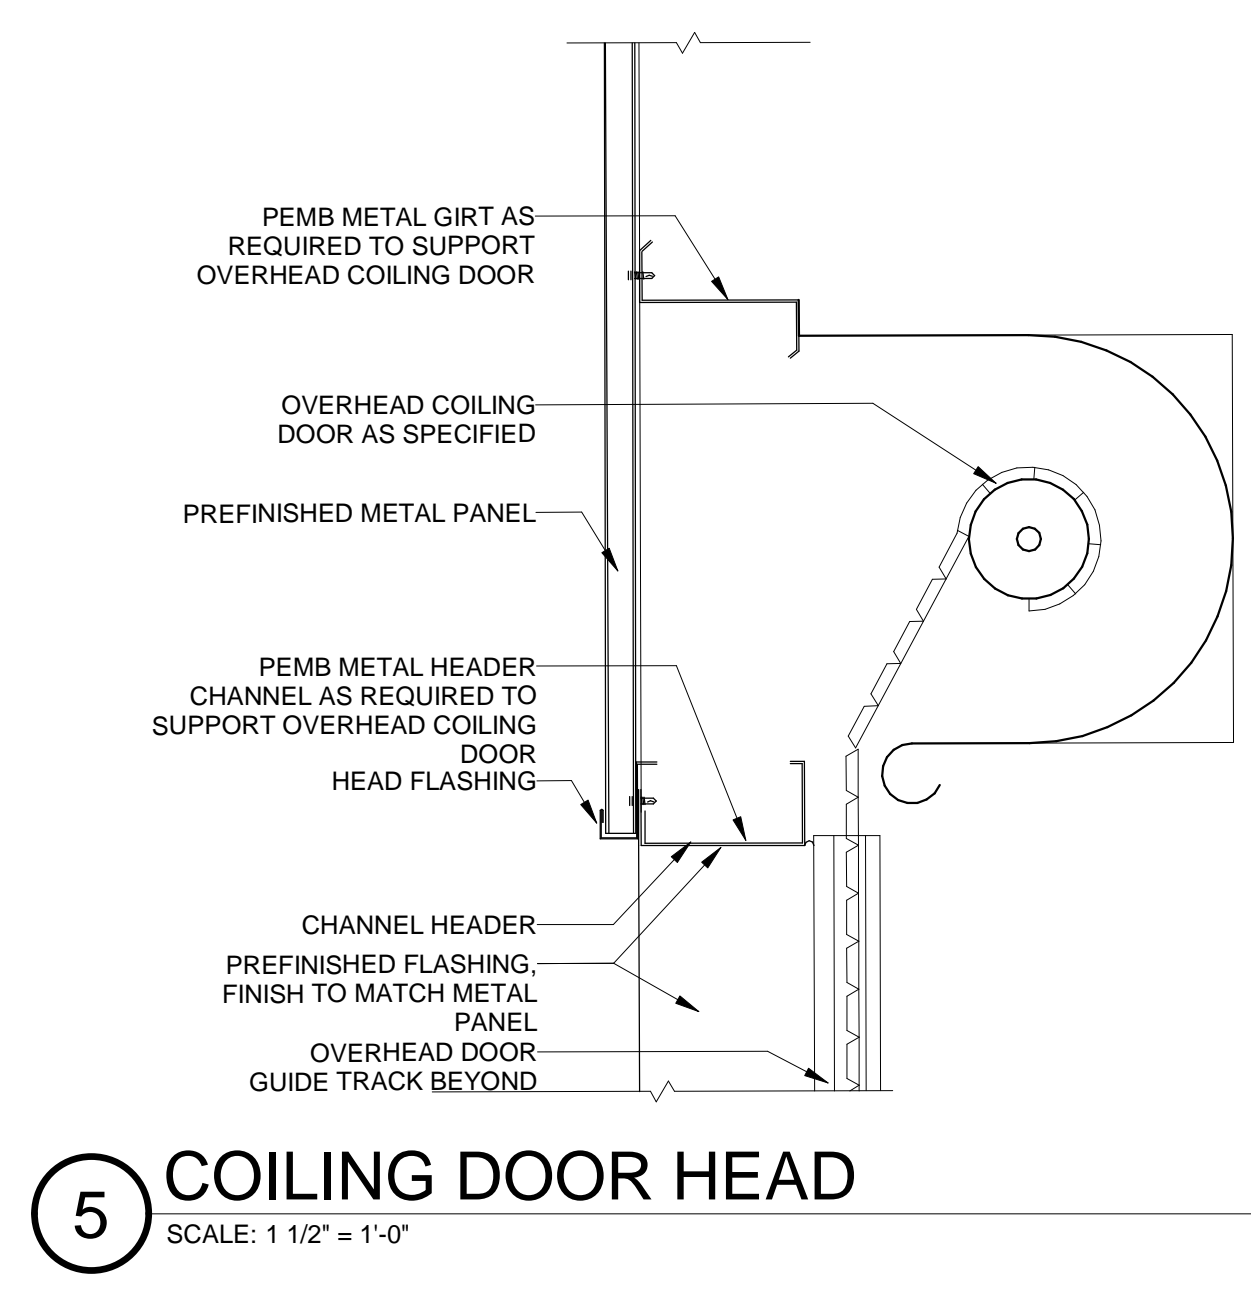 PEMB METAL GIRT AS
REQUIRED TO SUPPORT
OVERHEAD COILING DOOR
OVERHEAD COILING
DOOR AS SPECIFIED
PREFINISHED METAL PANEL
PEMB METAL HEADER
CHANNEL AS REQUIRED TO
SUPPORT OVERHEAD COILING
DOOR
HEAD FLASHING
CHANNEL HEADER
PREFINISHED FLASHING,
FINISH TO MATCH METAL
PANEL
OVERHEAD DOOR
GUIDE TRACK BEYOND
5
COILING DOOR HEAD
SCALE: 1 1/2" = 1'-0"